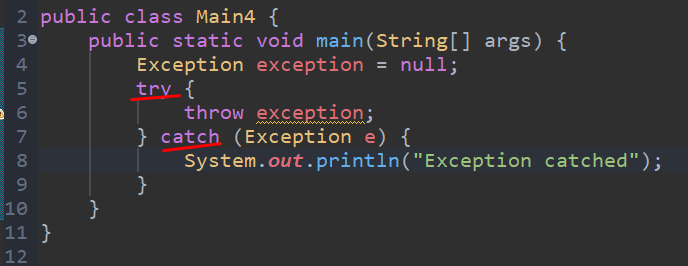 2 public class Main4 {
3 public static void main(String[] args) {
4 Exception exception = null;
5 try {
6 throw exception;
7 } catch (Exception e) {
8 System.out.println("Exception catched");
9 }
10 }
11 }
12